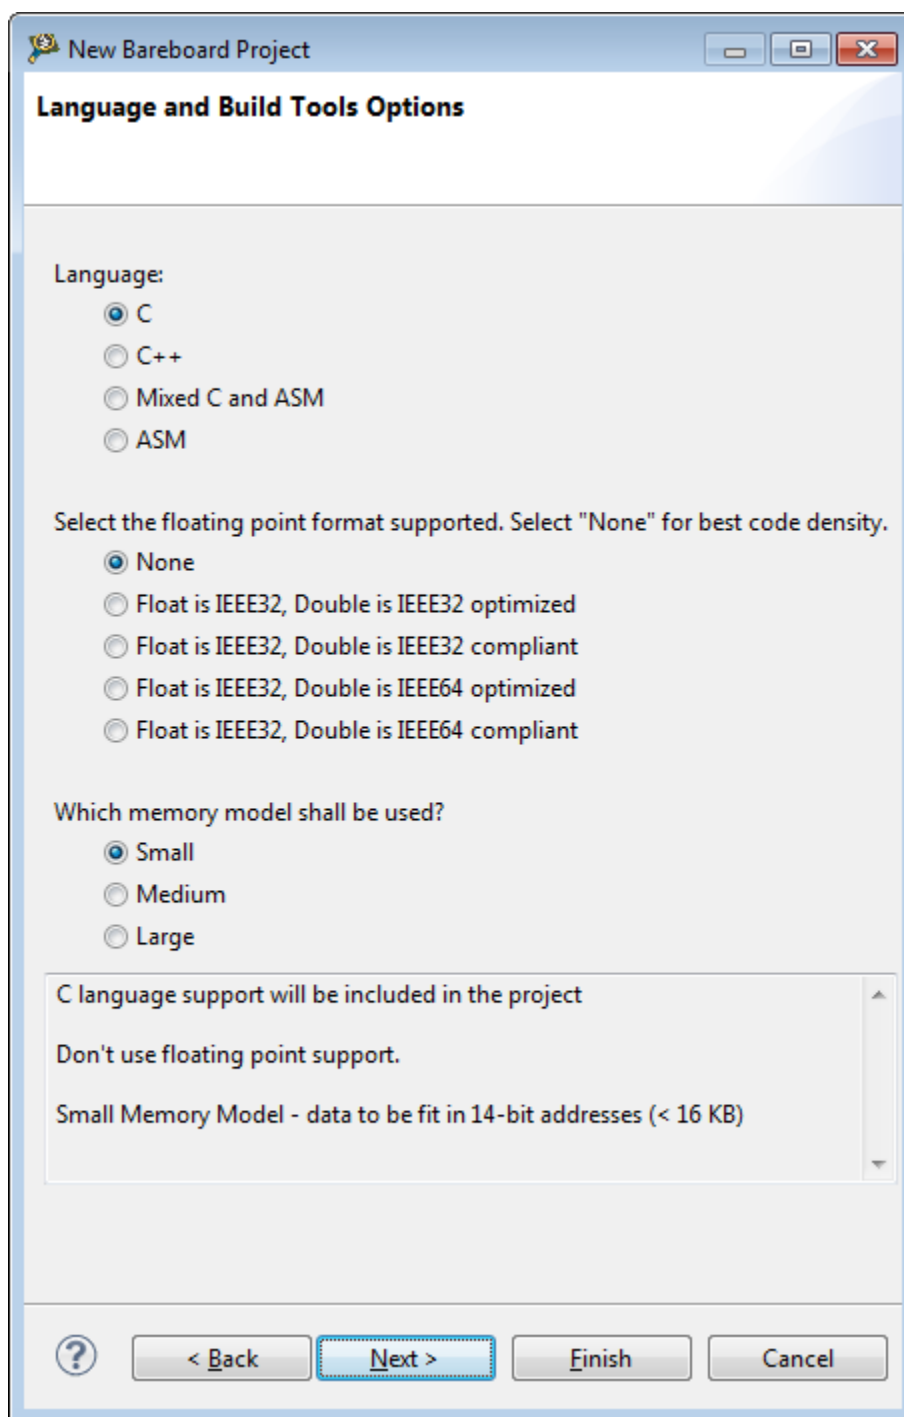 New Bareboard Project
Language and Build Tools Options
Language:
C
C++
Mixed C and ASM
ASM
Select the floating point format supported. Select "None" for best code density.
None
Float is IEEE32, Double is IEEE32 optimized
Float is IEEE32, Double is IEEE32 compliant
Float is IEEE32, Double is IEEE64 optimized
Float is IEEE32, Double is IEEE64 compliant
Which memory model shall be used?
Small
Medium
Large
C language support will be included in the project
Don't use floating point support.
Small Memory Model - data to be fit in 14-bit addresses (< 16 KB)
? < Back Next > Finish Cancel